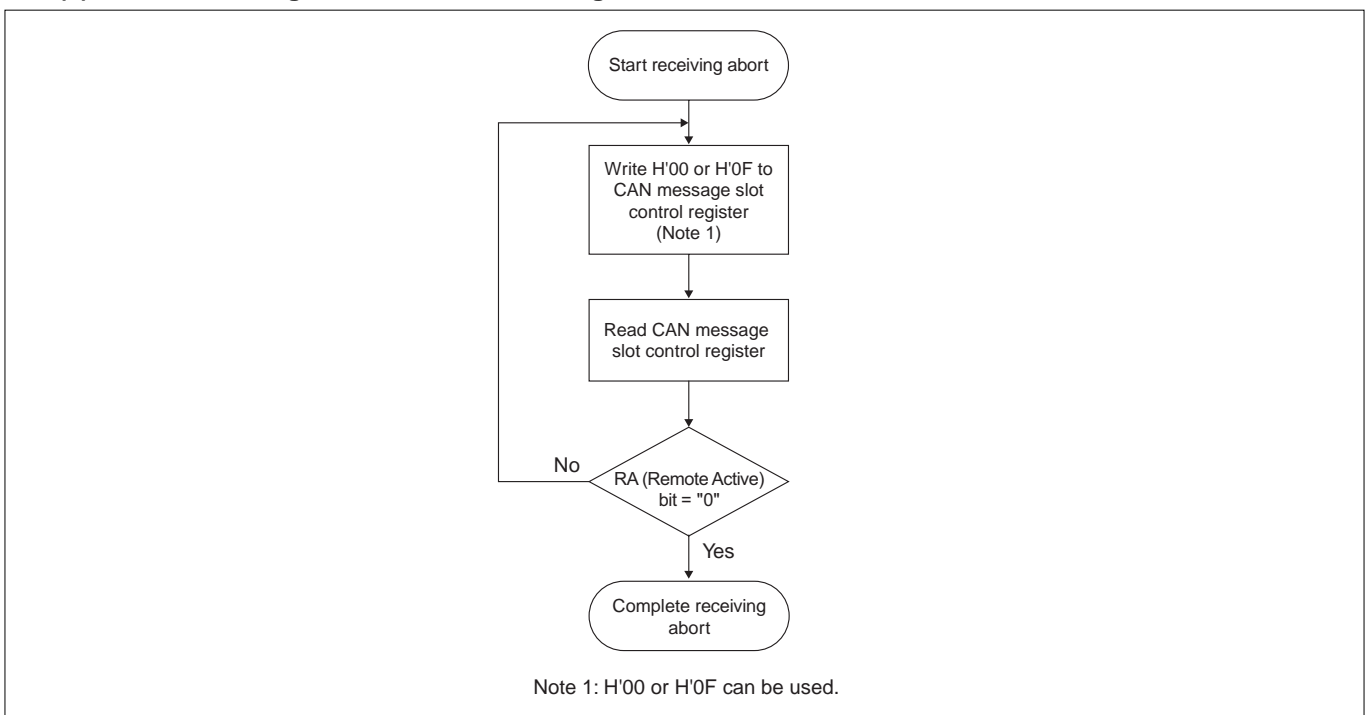 Start receiving abort
Write H'00 or H'0F to
CAN message slot
control register
(Note 1)
Read CAN message
slot control register
No
RA (Remote Active)
bit = "0"
Yes
Complete receiving
abort
Note 1: H'00 or H'0F can be used.